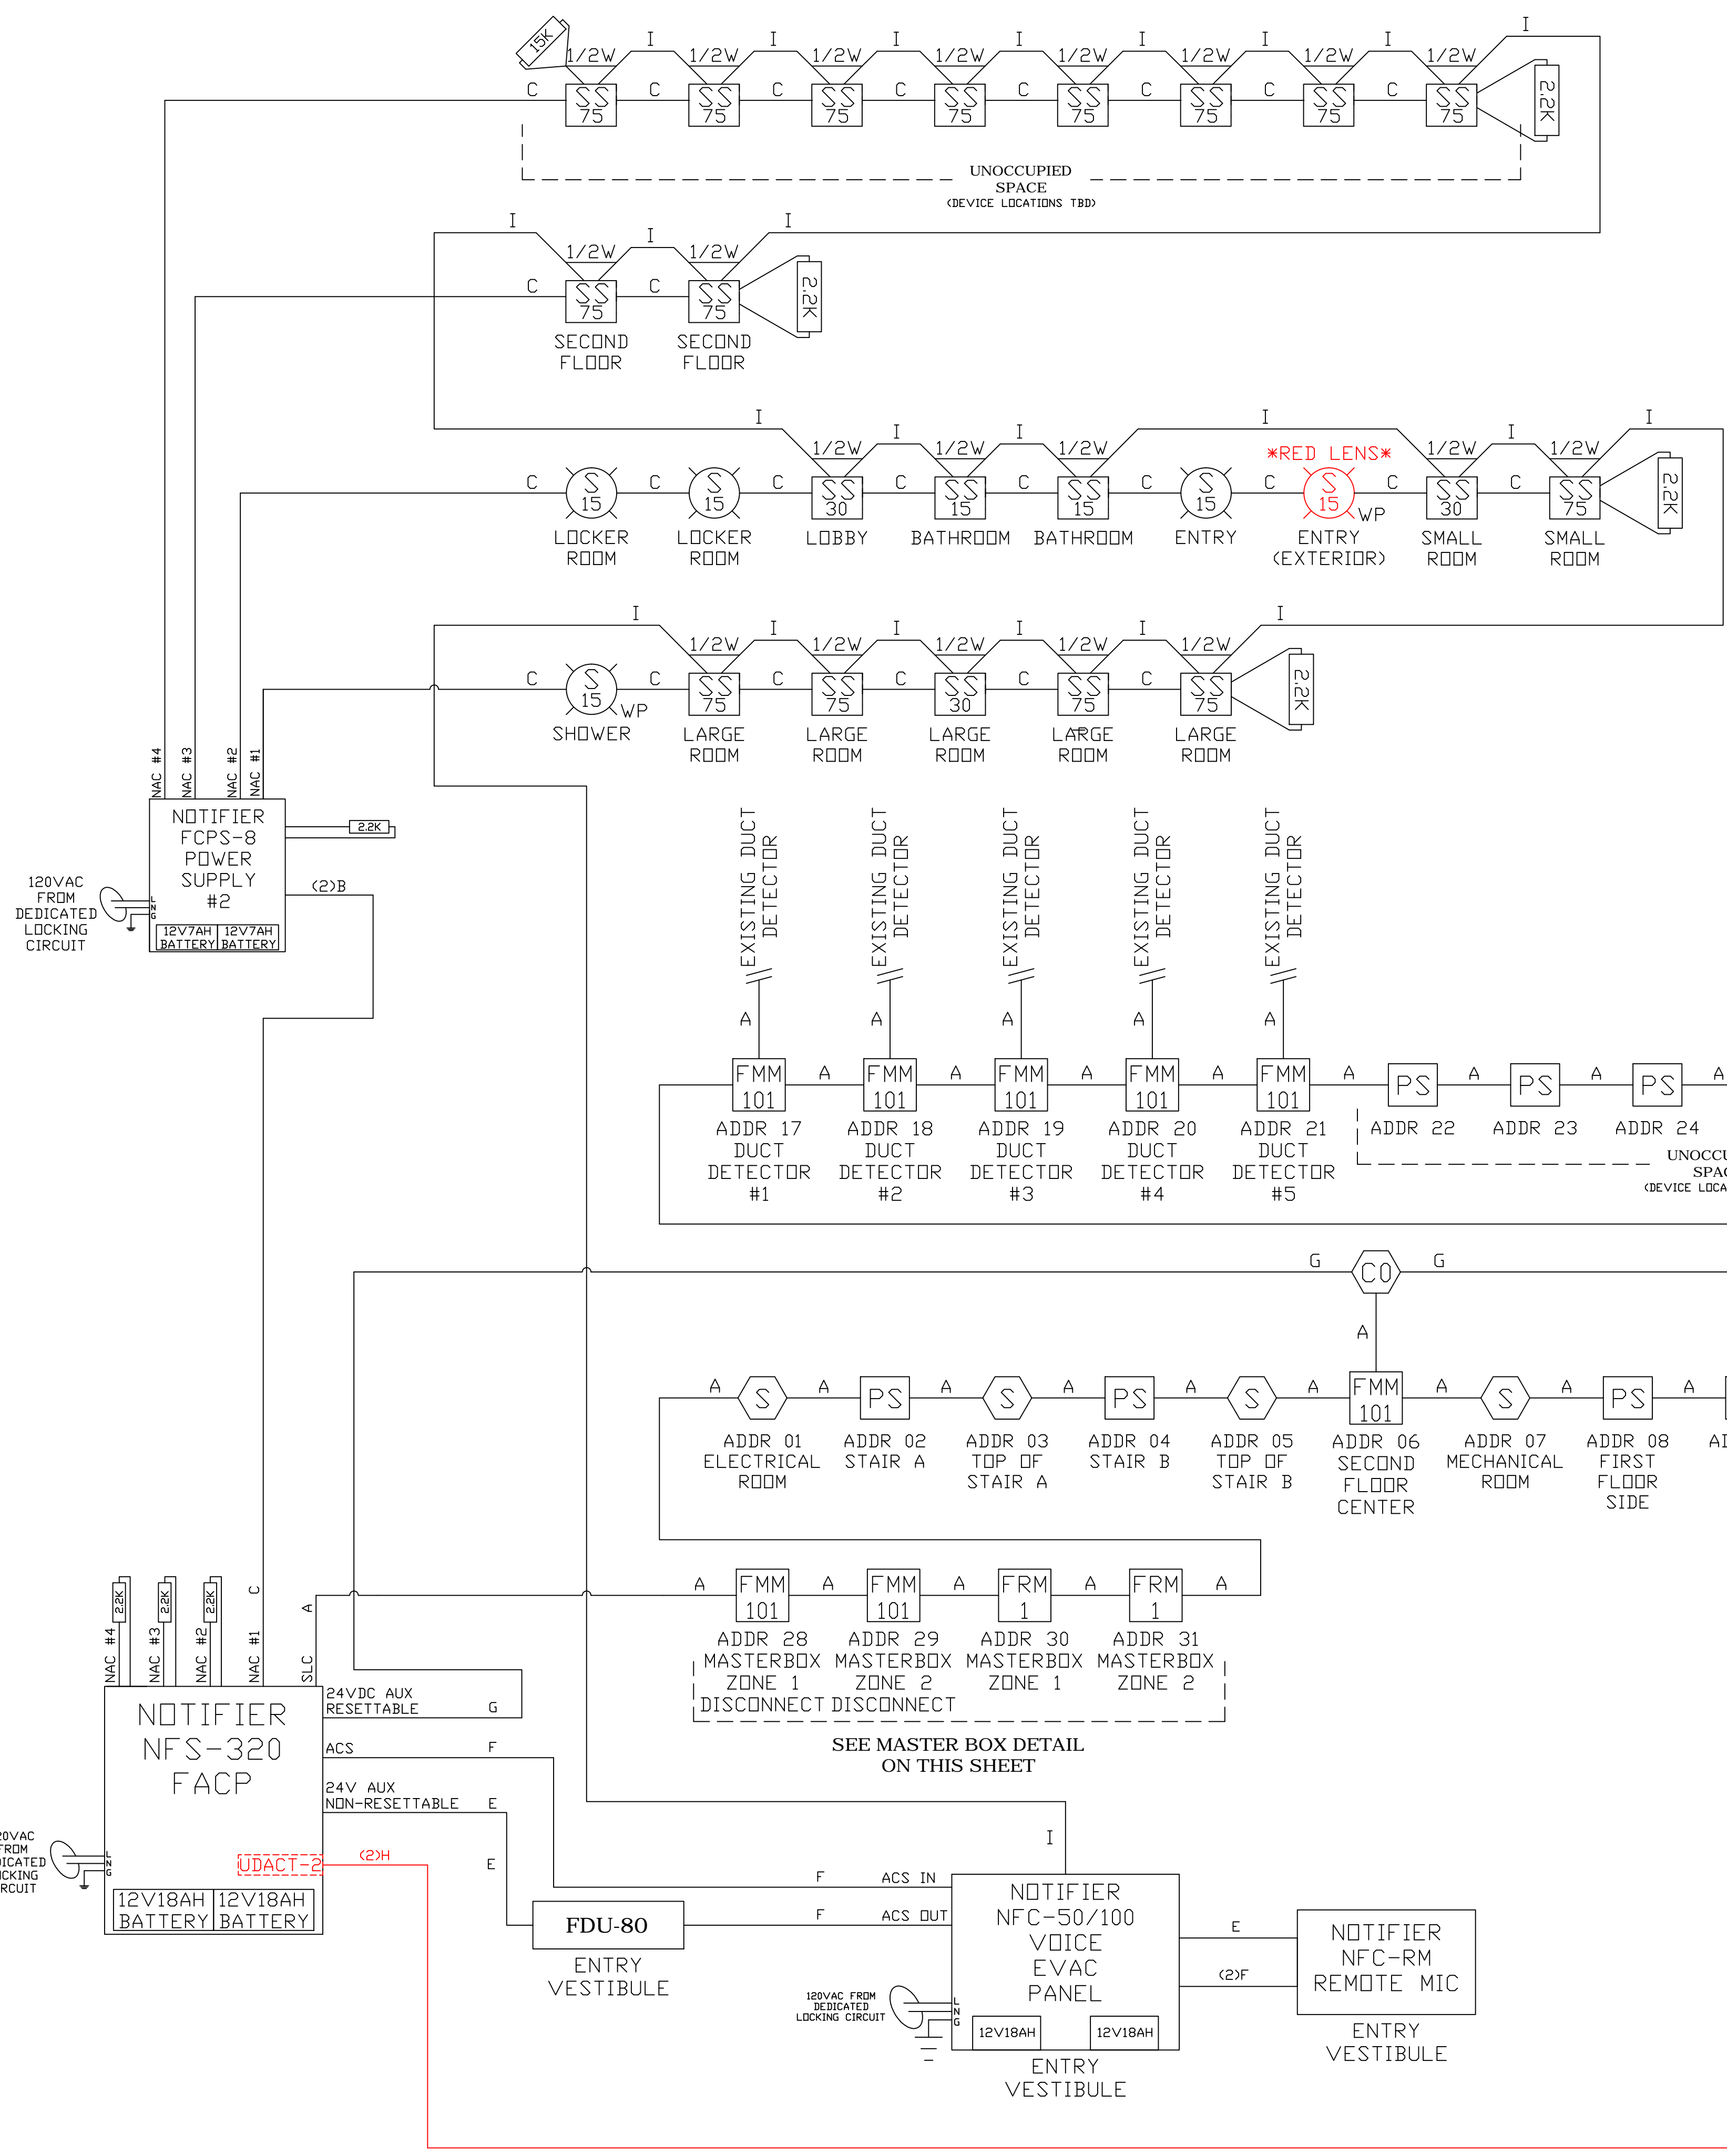 15K
I I I I I I I I
1/2W 1/2W 1/2W 1/2W 1/2W 1/2W 1/2W 1/2W
C C C C C C C C
SS SS SS SS SS SS SS SS
75 75 75 75 75 75 75 75
2.2K
UNOCCUPIED
SPACE
(DEVICE LOCATIONS TBD)
I I I
1/2W 1/2W
C C
SS SS
75 75
2.2K
SECOND SECOND
FLOOR FLOOR
I I I I I I
1/2W 1/2W 1/2W *RED LENS* 1/2W 1/2W
C C C C C C C C C
S S SS SS SS S S SS SS
15 15 30 15 15 15 15 30 75
WP
2.2K
LOCKER LOCKER LOBBY BATHROOM BATHROOM ENTRY ENTRY SMALL SMALL
ROOM ROOM (EXTERIOR) ROOM ROOM
I I I I I I
1/2W 1/2W 1/2W 1/2W 1/2W
C C C C C C
S SS SS SS SS SS
15 75 75 30 75 75
WP
2.2K
SHOWER LARGE LARGE LARGE LARGE LARGE
ROOM ROOM ROOM ROOM ROOM
NAC #4
NAC #3
NAC #2
NAC #1
NOTIFIER
FCPS-8
POWER
SUPPLY
#2
2.2K
(2)B
120VAC
FROM
DEDICATED
LOCKING
CIRCUIT
L
N
G
12V7AH 12V7AH
BATTERY BATTERY
EXISTING DUCT EXISTING DUCT EXISTING DUCT EXISTING DUCT EXISTING DUCT
DETECTOR DETECTOR DETECTOR DETECTOR DETECTOR
A A A A A
A A A A A A A A
FMM FMM FMM FMM FMM PS PS PS
101 101 101 101 101
ADDR 17 ADDR 18 ADDR 19 ADDR 20 ADDR 21 ADDR 22 ADDR 23 ADDR 24
DUCT DUCT DUCT DUCT DUCT
DETECTOR DETECTOR DETECTOR DETECTOR DETECTOR
#1 #2 #3 #4 #5
UNOCCU
SPAC
(DEVICE LOCA
G CO G
A
A A A A A A A A
S PS S PS S FMM S PS
101
ADDR 01 ADDR 02 ADDR 03 ADDR 04 ADDR 05 ADDR 06 ADDR 07 ADDR 08
ELECTRICAL STAIR A TOP OF STAIR B TOP OF SECOND MECHANICAL FIRST
ROOM STAIR A STAIR B FLOOR ROOM FLOOR
CENTER SIDE
A A A A A
FMM FMM FRM FRM
101 101 1 1
ADDR 28 ADDR 29 ADDR 30 ADDR 31
MASTERBOX MASTERBOX MASTERBOX MASTERBOX
ZONE 1 ZONE 2 ZONE 1 ZONE 2
DISCONNECT DISCONNECT
SEE MASTER BOX DETAIL
ON THIS SHEET
2.2K 2.2K 2.2K C A
NAC #4
NAC #3
NAC #2
NAC #1
SLC
NOTIFIER
NFS-320
FACP
24VDC AUX
RESETTABLE G
ACS F
24V AUX
NON-RESETTABLE E
UDACT-2 (2)H
E
20VAC
FROM
DICATED
CKING
RCUIT
L
N
G
12V18AH 12V18AH
BATTERY BATTERY
FDU-80
ENTRY
VESTIBULE
F ACS IN
F ACS OUT
I
NOTIFIER
NFC-50/100
VOICE
EVAC
PANEL
120VAC FROM
DEDICATED
LOCKING CIRCUIT
L
N
G
12V18AH 12V18AH
ENTRY
VESTIBULE
E
(2)F
NOTIFIER
NFC-RM
REMOTE MIC
ENTRY
VESTIBULE